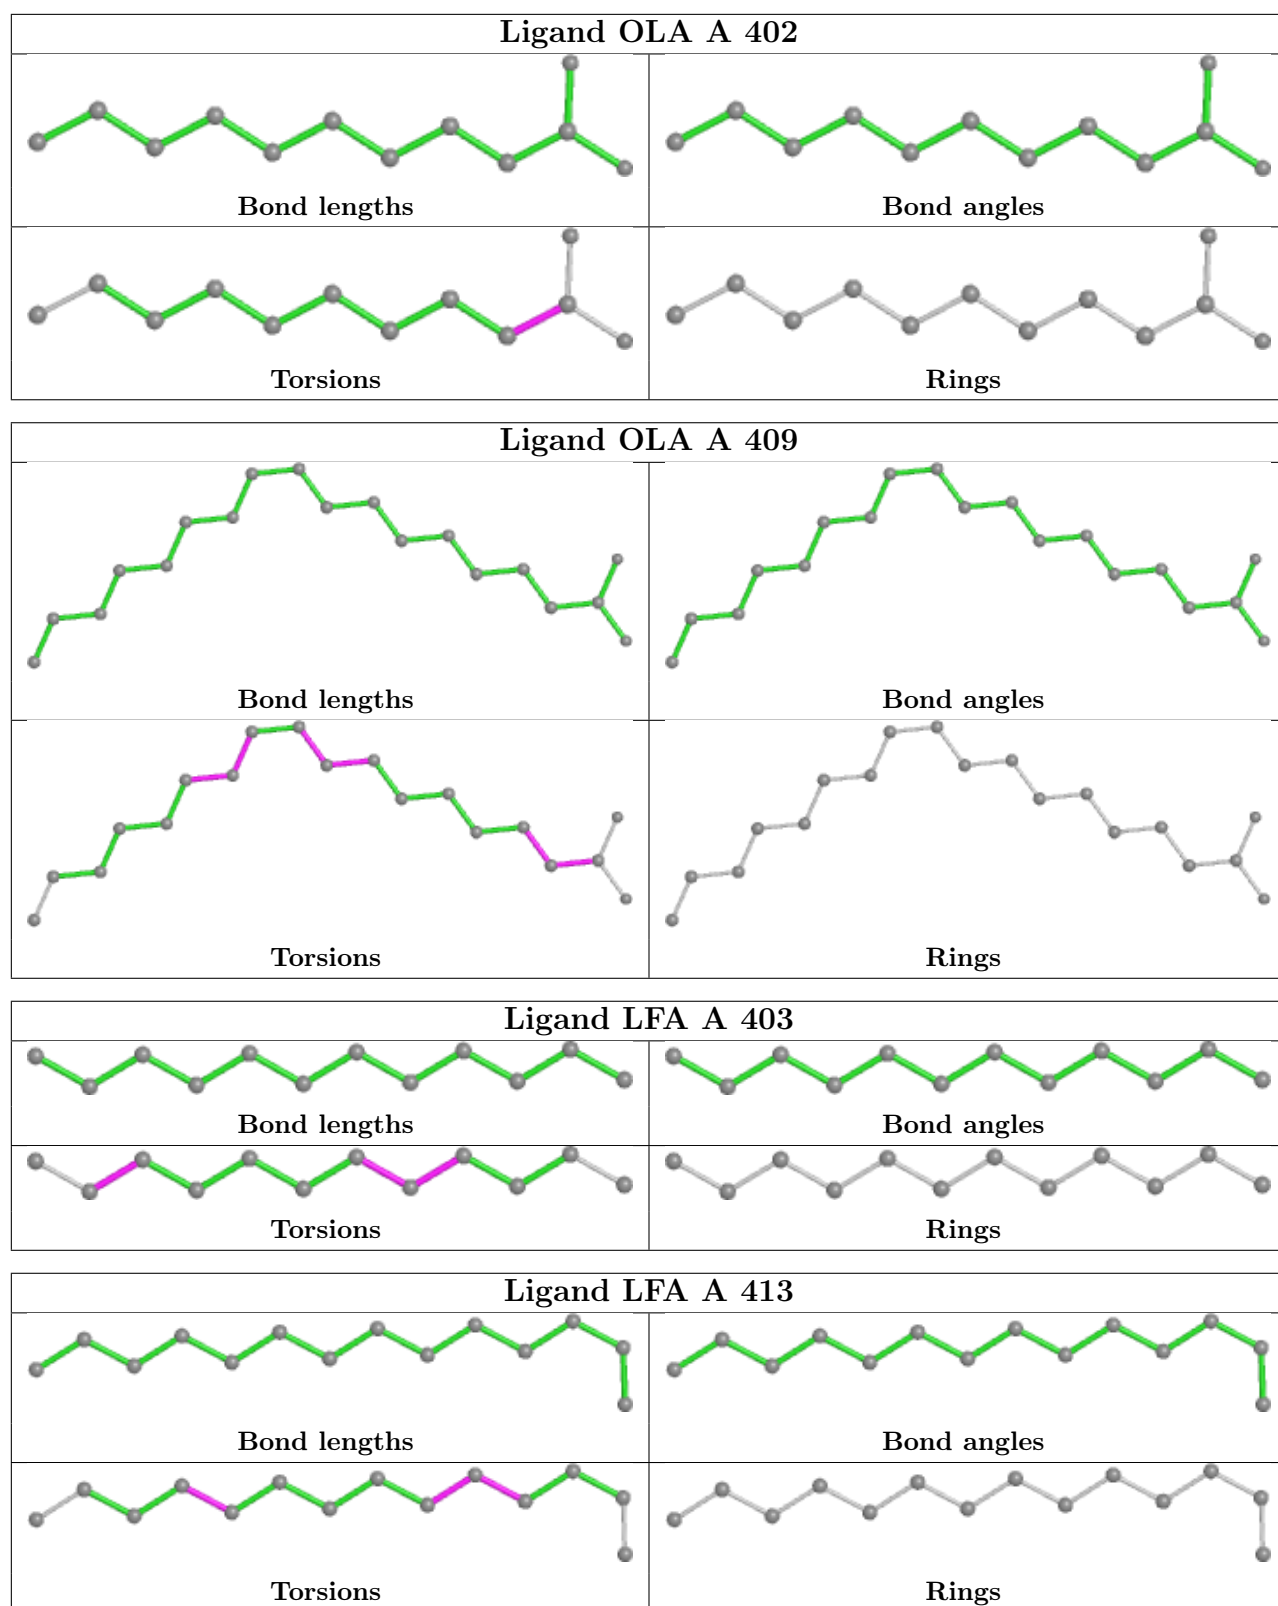 Ligand OLA A 402
Bond lengths Bond angles
Torsions Rings
Ligand OLA A 409
Bond lengths Bond angles
Torsions Rings
Ligand LFA A 403
Bond lengths Bond angles
Torsions Rings
Ligand LFA A 413
Bond lengths Bond angles
Torsions Rings